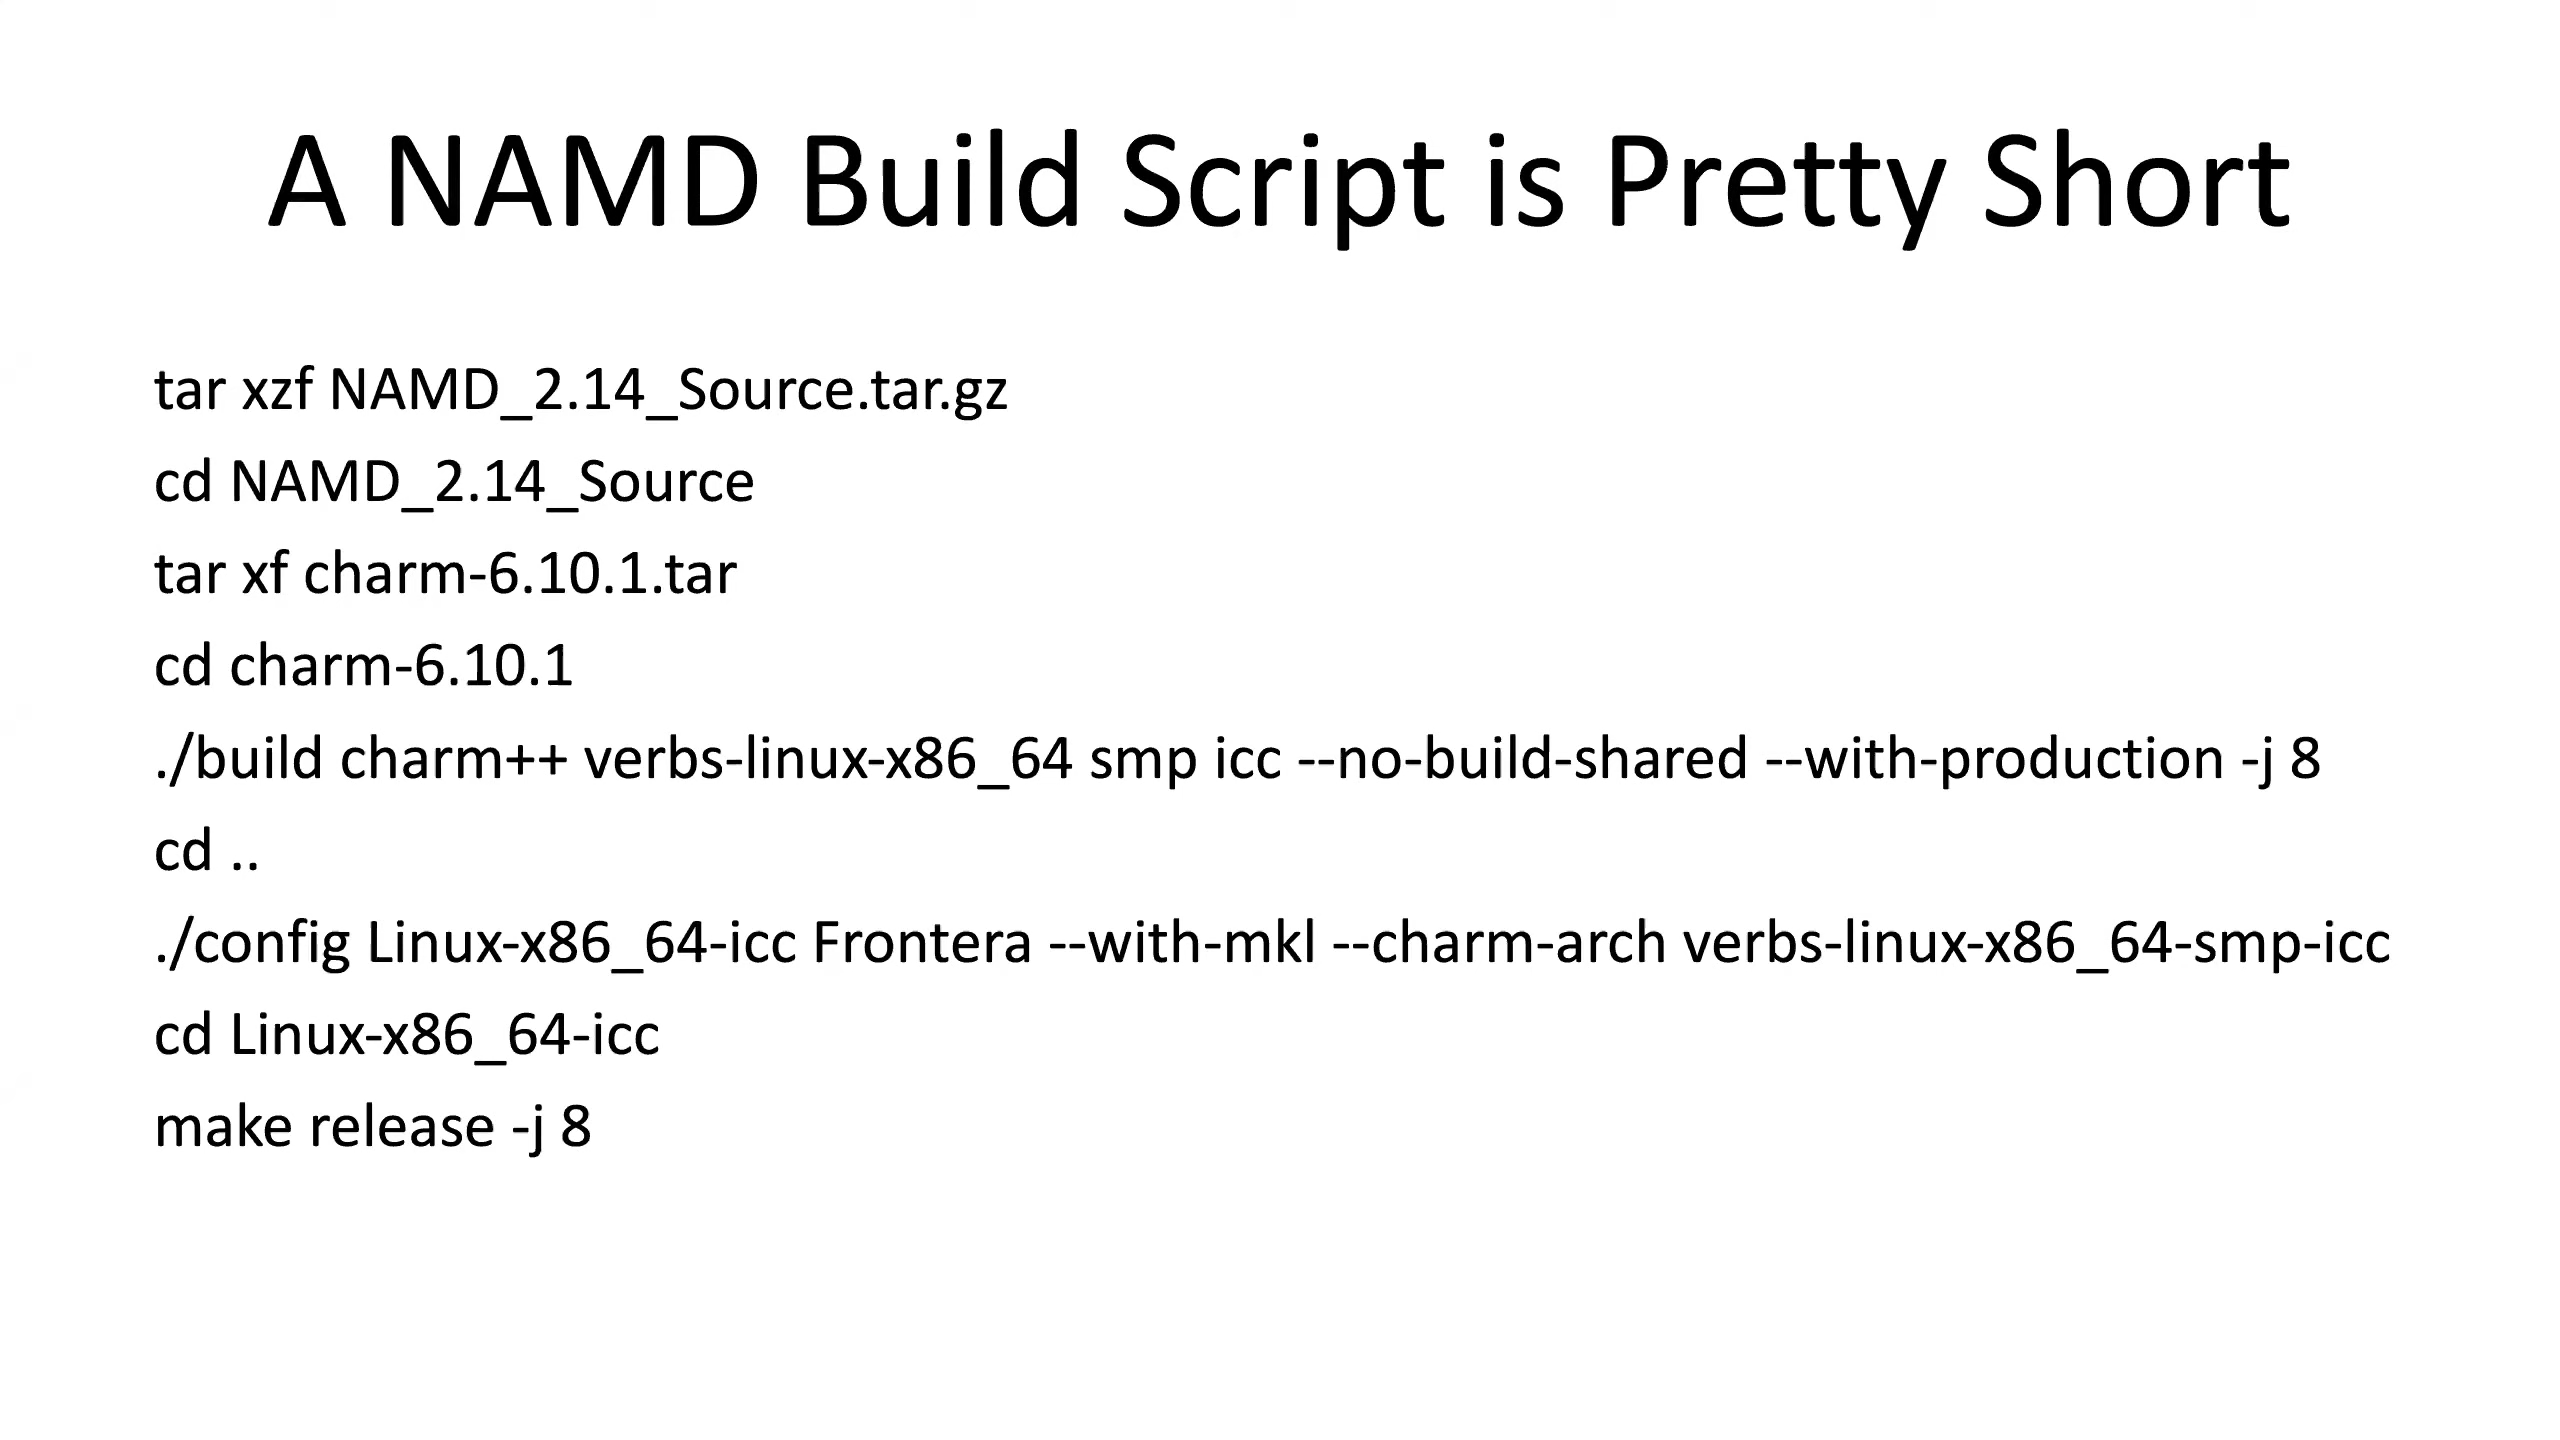 A NAMD Build Script is Pretty Short
tar xzf NAMD_2.14_Source.tar.gz
cd NAMD_2.14_Source
tar xf charm-6.10.1.tar
cd charm-6.10.1
./build charm++ verbs-linux-x86_64 smp icc --no-build-shared --with-production -j 8
cd ..
./config Linux-x86_64-icc Frontera --with-mkl --charm-arch verbs-linux-x86_64-smp-icc
cd Linux-x86_64-icc
make release -j 8